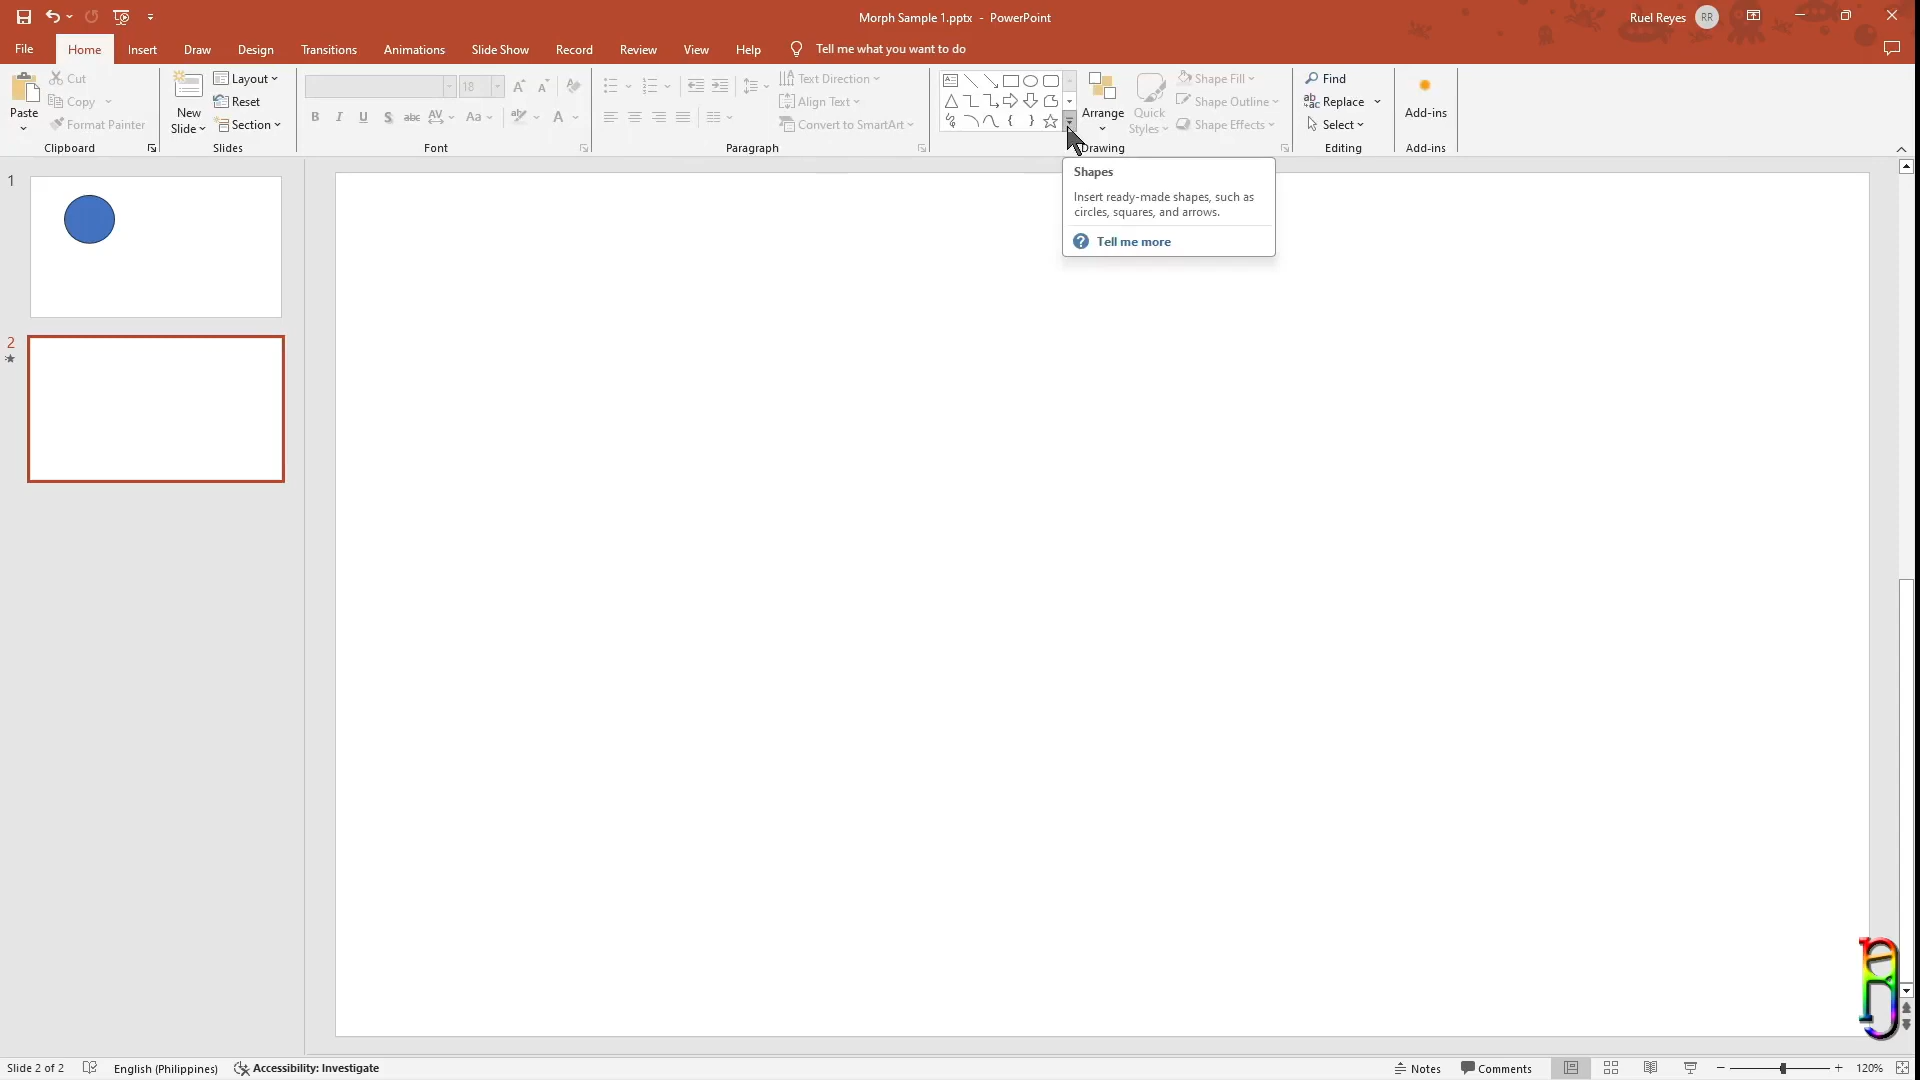 Morph Sample 1.pptx - PowerPoint
Ruel Reyes RR
File Home Insert Draw Design Transitions Animations Slide Show Record Review View Help Tell me what you want to do
Paste
Cut
Copy
Format Painter
Clipboard
New
Slide
Layout
Reset
Section
Slides
18
B I U S abc AV Aa A
Font
Text Direction
Align Text
Convert to SmartArt
Paragraph
Arrange
Quick
Styles
Shape Fill
Shape Outline
Shape Effects
Drawing
Find
Replace
Select
Editing
Add-ins
Add-ins
Shapes
Insert ready-made shapes, such as
circles, squares, and arrows.
Tell me more
1
2
Slide 2 of 2 English (Philippines) Accessibility: Investigate Notes Comments 120%